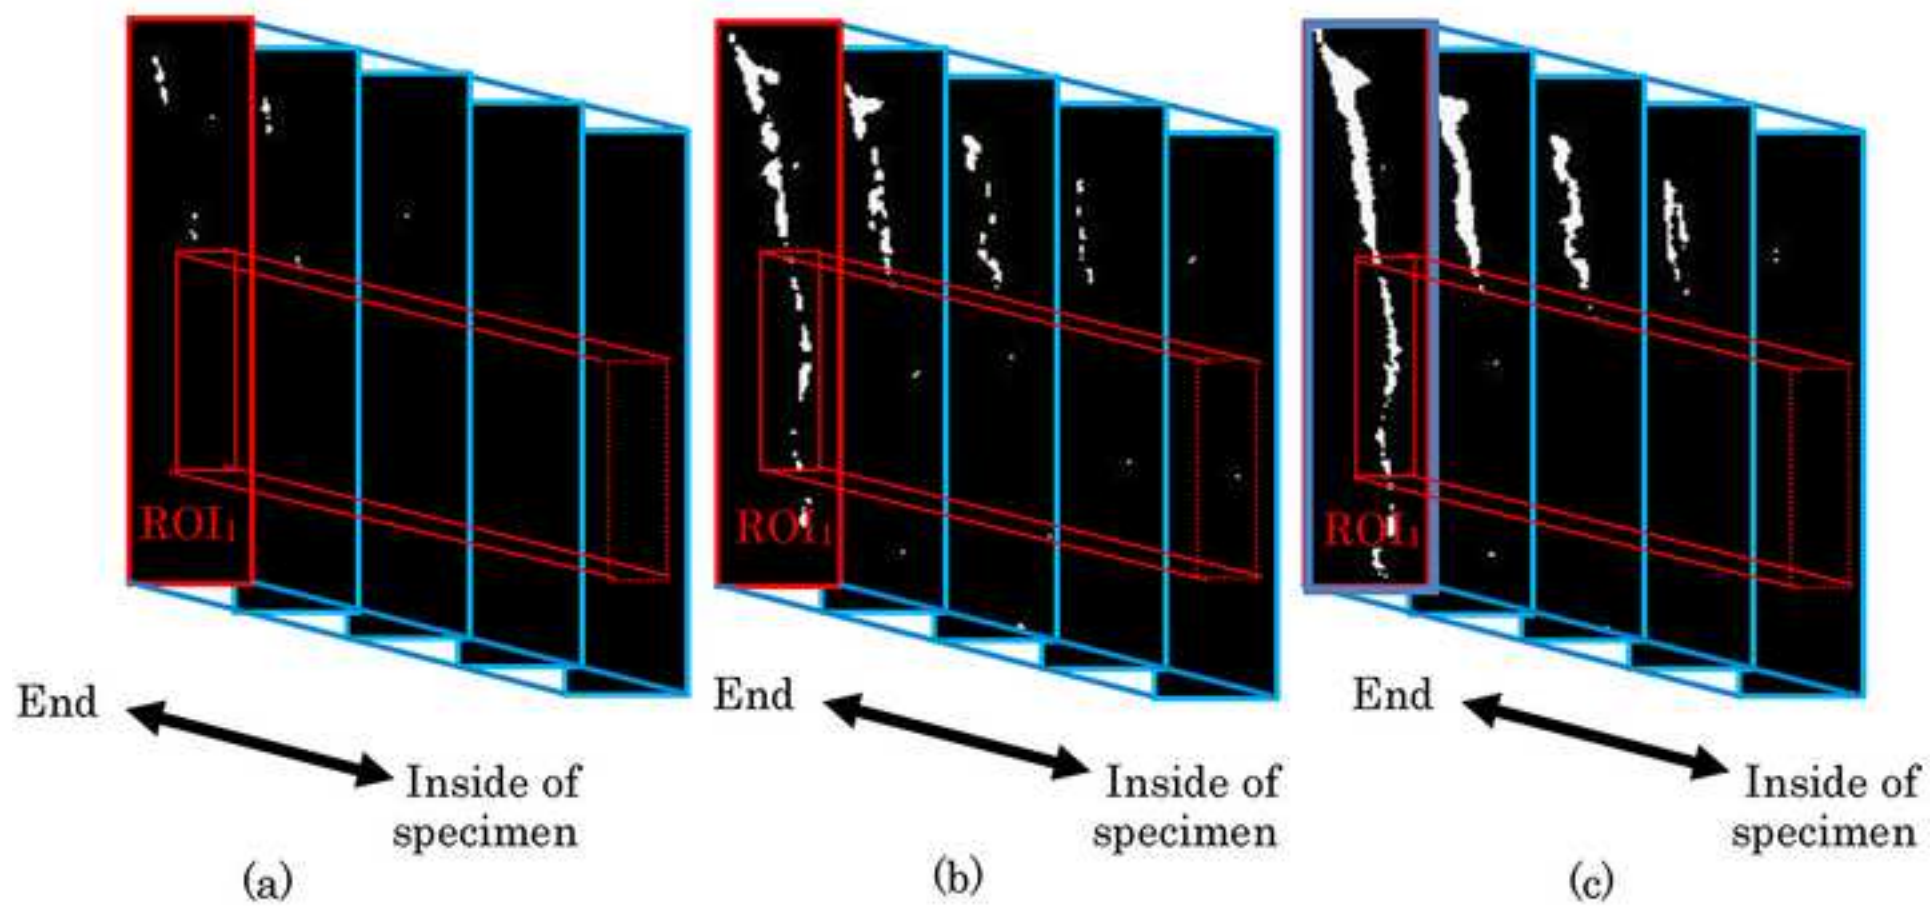 ROI₁
ROI₁
ROI₁
End
Inside of
specimen
End
Inside of
specimen
End
Inside of
specimen
(a)
(b)
(c)